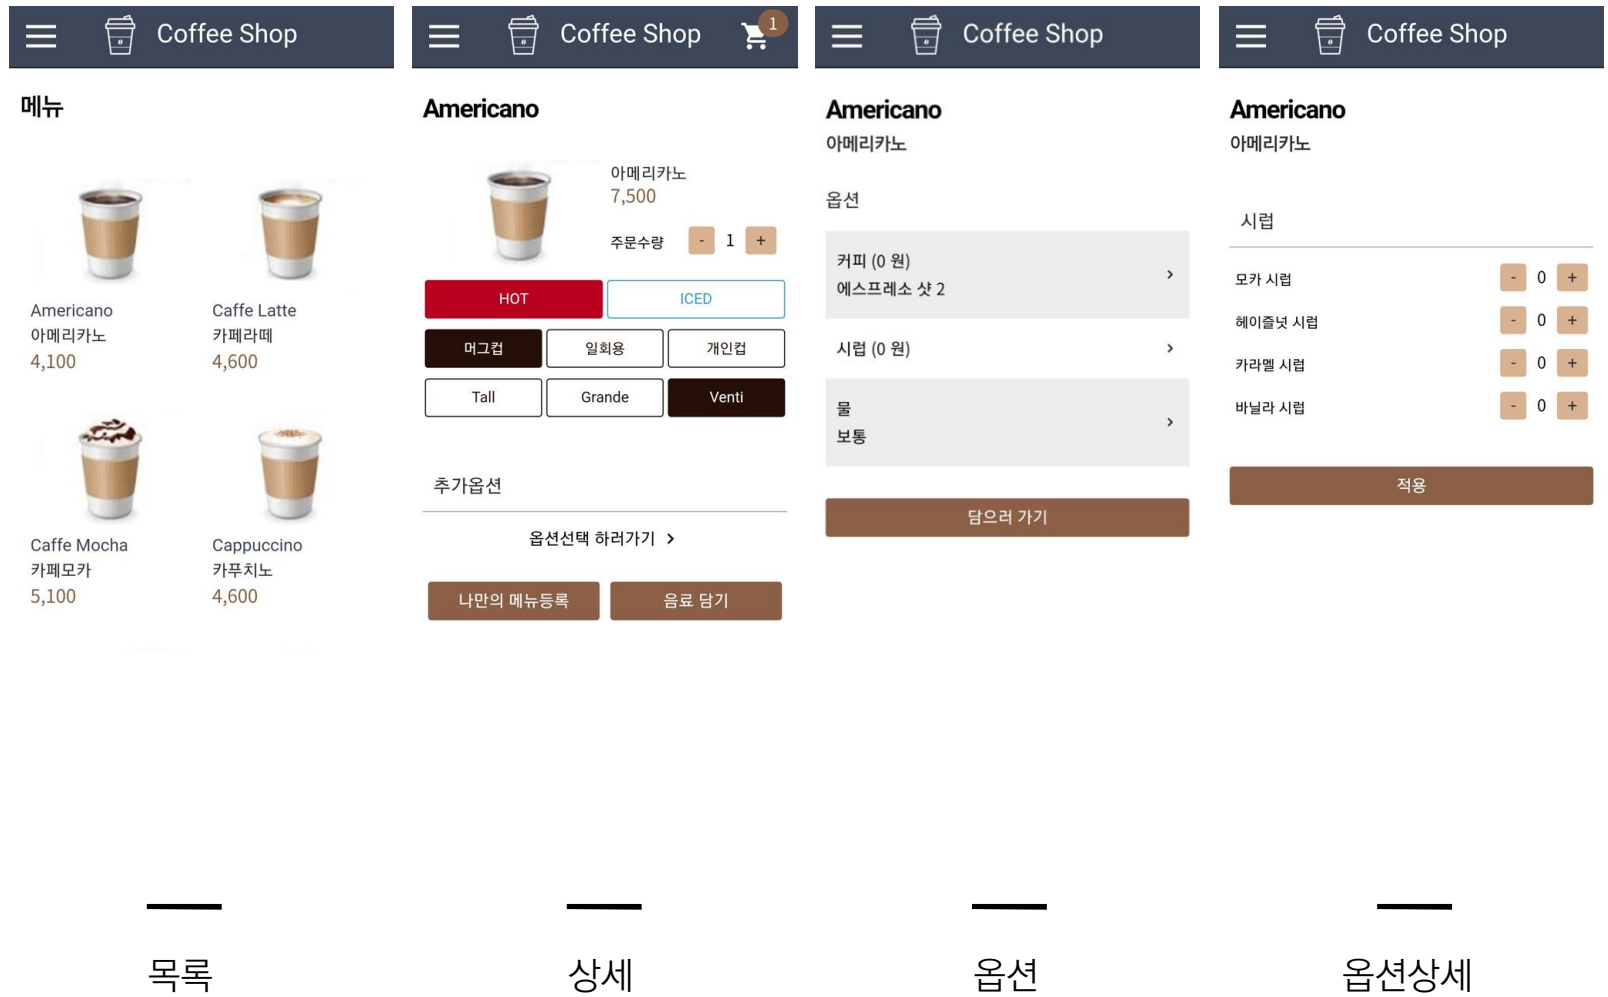 Coffee Shop
메뉴
Americano
아메리카노
4,100
Caffe Latte
카페라떼
4,600
Caffe Mocha
카페모카
5,100
Cappuccino
카푸치노
4,600
목록
Coffee Shop
1
Americano
아메리카노
7,500
주문수량 - 1 +
HOT ICED
머그컵 일회용 개인컵
Tall Grande Venti
추가옵션
옵션선택 하러가기 >
나만의 메뉴등록 음료 담기
상세
Coffee Shop
Americano
아메리카노
옵션
커피 (0 원)
에스프레소 샷 2
>
시럽 (0 원) >
물
보통
>
담으러 가기
옵션
Coffee Shop
Americano
아메리카노
시럽
모카 시럽 - 0 +
헤이즐넛 시럽 - 0 +
카라멜 시럽 - 0 +
바닐라 시럽 - 0 +
적용
옵션상세